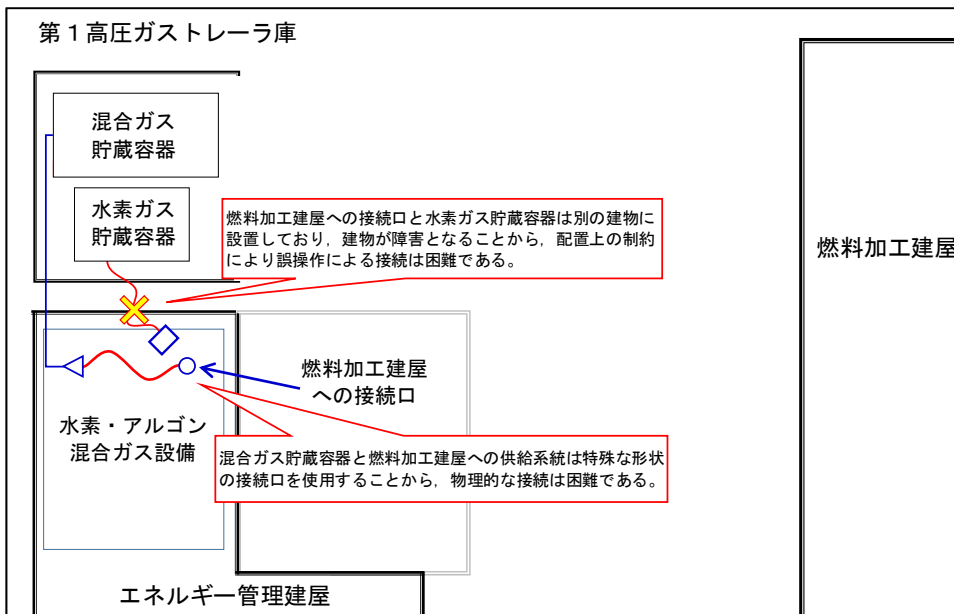 第１高圧ガストレーラ庫
混合ガス
貯蔵容器
水素ガス
貯蔵容器
燃料加工建屋への接続口と水素ガス貯蔵容器は別の建物に
設置しており，建物が障害となることから，配置上の制約
により誤操作による接続は困難である。
燃料加工建屋
燃料加工建屋
への接続口
水素・アルゴン
混合ガス設備
混合ガス貯蔵容器と燃料加工建屋への供給系統は特殊な形状
の接続口を使用することから，物理的な接続は困難である。
エネルギー管理建屋